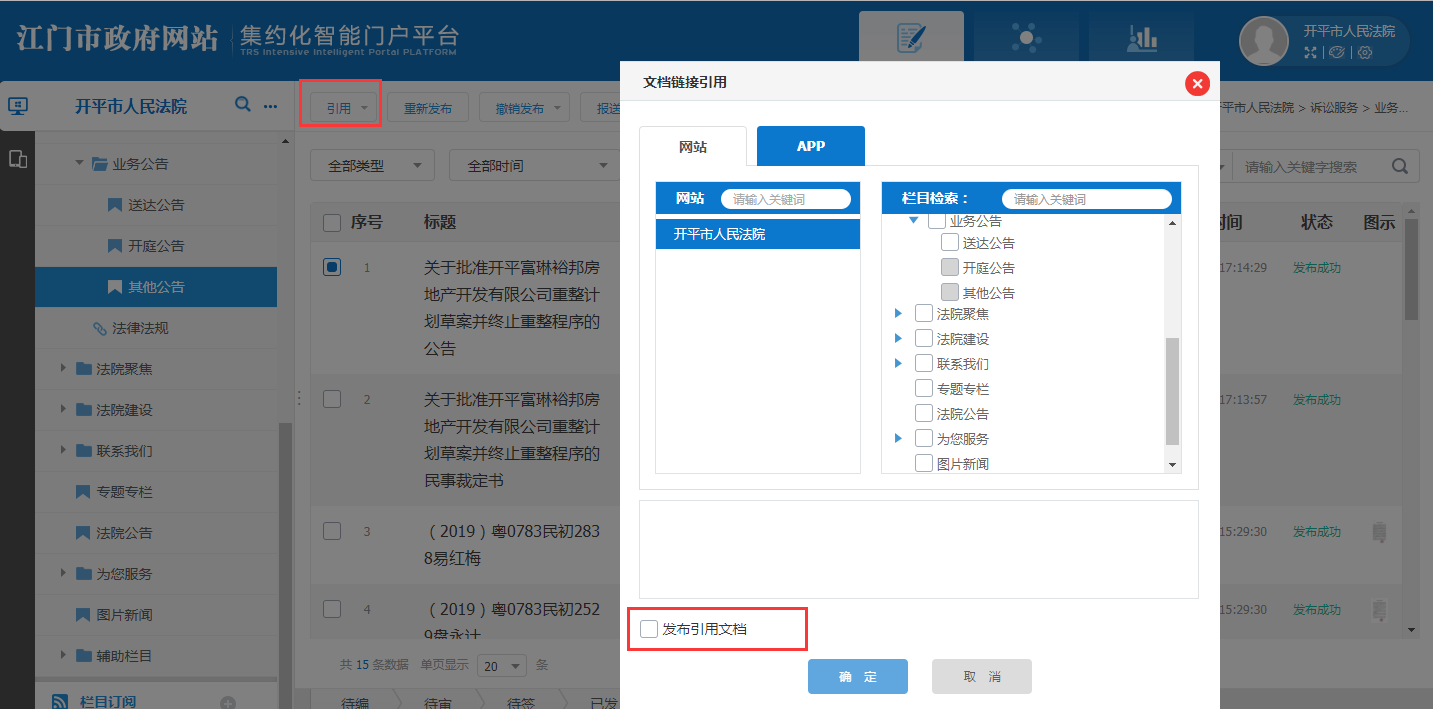 江门市政府网站
集约化智能门户平台
TRS Intensive Intelligent Portal PLATFORM
开平市人民法院
开平市人民法院
业务公告
送达公告
开庭公告
其他公告
法律法规
法院聚焦
法院建设
联系我们
专题专栏
法院公告
为您服务
图片新闻
辅助栏目
栏目订阅
引用
重新发布
撤销发布
报送
开平市人民法院 > 诉讼服务 > 业务...
全部类型
全部时间
请输入关键字搜索
序号
标题
时间
状态
图示
1
关于批准开平富琳裕邦房
地产开发有限公司重整计
划草案并终止重整程序的
公告
17:14:29
发布成功
2
关于批准开平富琳裕邦房
地产开发有限公司重整计
划草案并终止重整程序的
民事裁定书
17:13:57
发布成功
3
（2019）粤0783民初283
8易红梅
15:29:30
发布成功
4
（2019）粤0783民初252
9盘永计
15:29:30
发布成功
共 15 条数据
单页显示
20
条
待编
待审
待签
已发
文档链接引用
网站
APP
网站
请输入关键词
开平市人民法院
栏目检索：
请输入关键词
业务公告
送达公告
开庭公告
其他公告
法院聚焦
法院建设
联系我们
专题专栏
法院公告
为您服务
图片新闻
发布引用文档
确 定
取 消